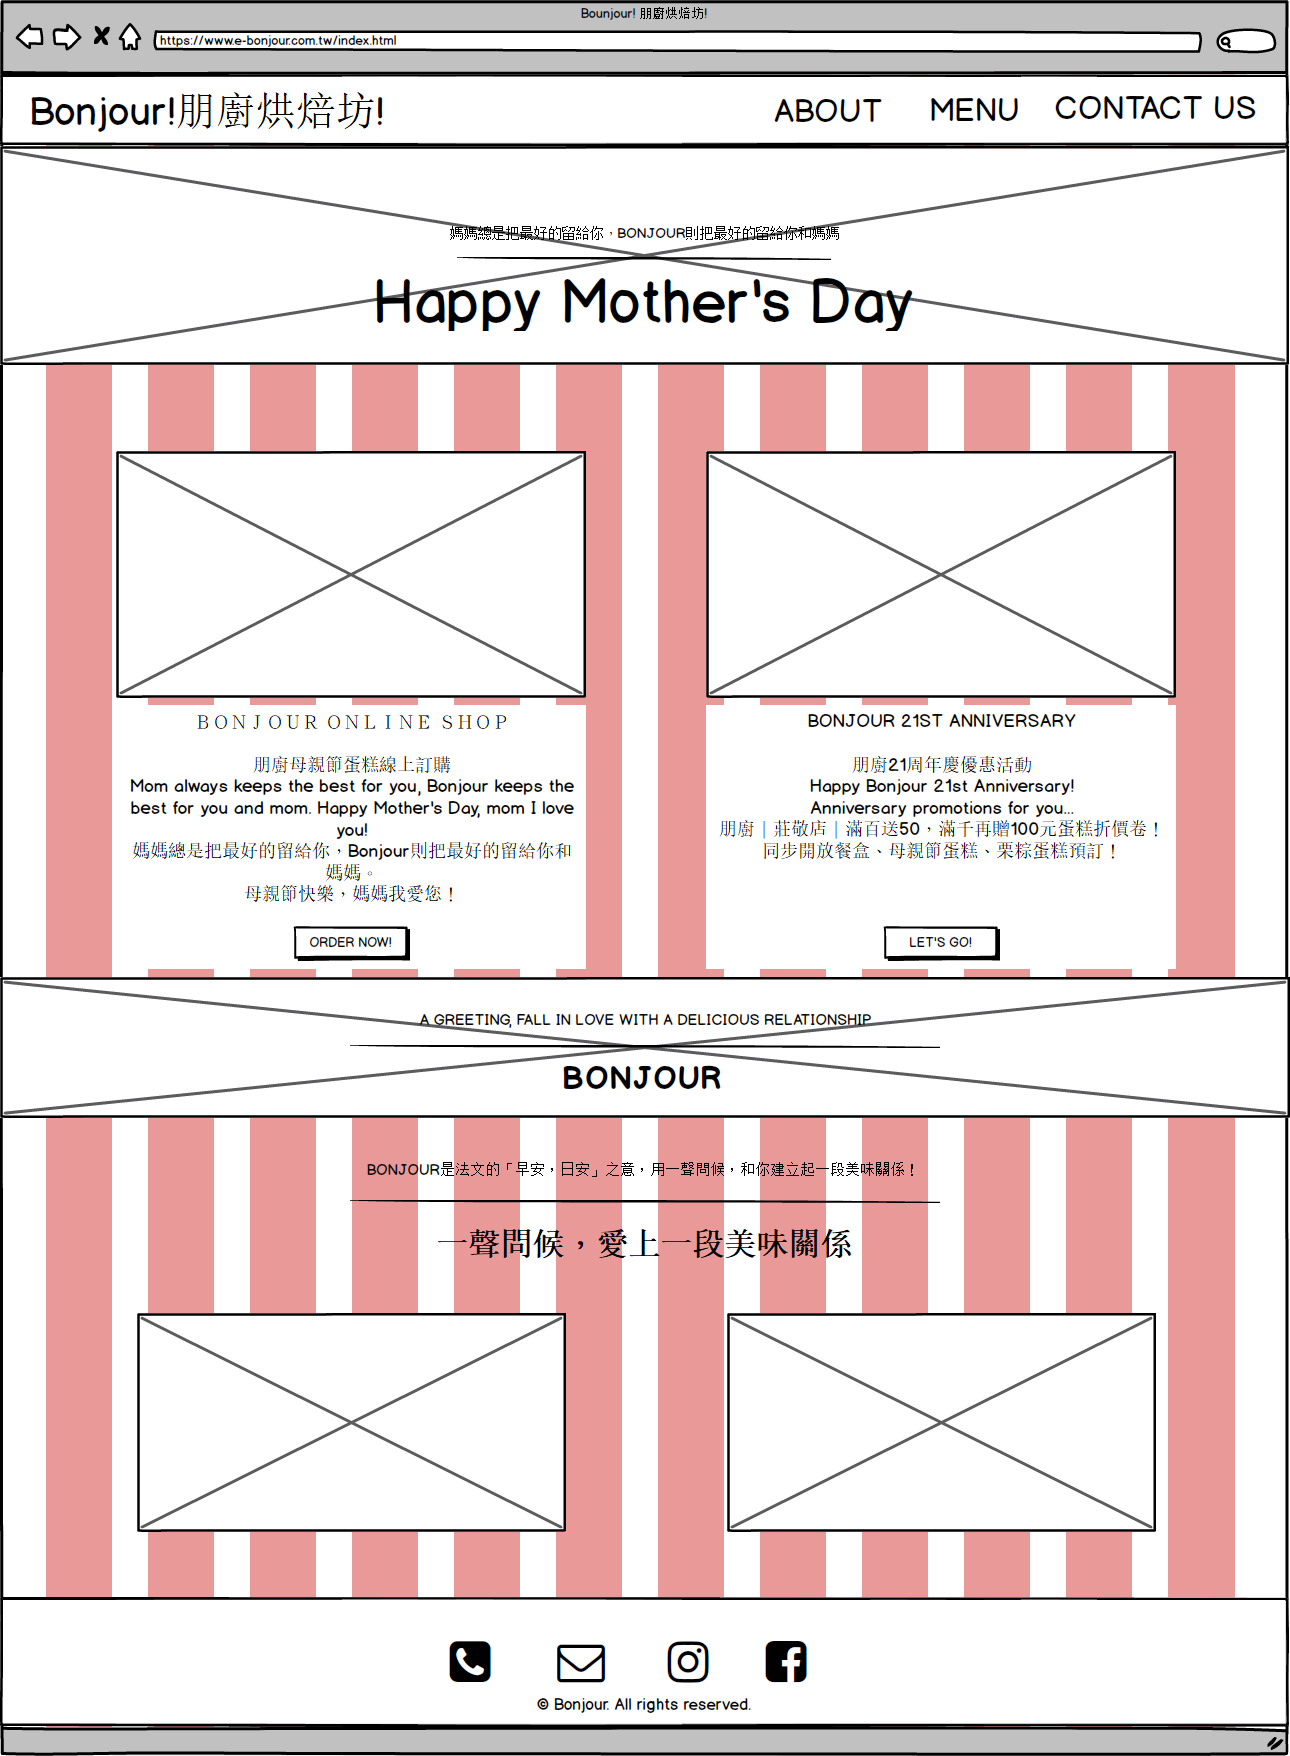 Bounjour! 朋廚烘焙坊!
https://www.e-bonjour.com.tw/index.html
Bonjour!朋廚烘焙坊!
ABOUT MENU CONTACT US
媽媽總是把最好的留給你，BONJOUR則把最好的留給你和媽媽
Happy Mother's Day
BONJOUR ONLINE SHOP
朋廚母親節蛋糕線上訂購
Mom always keeps the best for you, Bonjour keeps the
best for you and mom. Happy Mother's Day, mom I love
you!
媽媽總是把最好的留給你，Bonjour則把最好的留給你和
媽媽。
母親節快樂，媽媽我愛您！
ORDER NOW!
BONJOUR 21ST ANNIVERSARY
朋廚21周年慶優惠活動
Happy Bonjour 21st Anniversary!
Anniversary promotions for you...
朋廚｜莊敬店｜滿百送50，滿千再贈100元蛋糕折價卷！
同步開放餐盒、母親節蛋糕、栗粽蛋糕預訂！
LET'S GO!
A GREETING, FALL IN LOVE WITH A DELICIOUS RELATIONSHIP
BONJOUR
BONJOUR是法文的「早安，日安」之意，用一聲問候，和你建立起一段美味關係！
一聲問候，愛上一段美味關係
© Bonjour. All rights reserved.